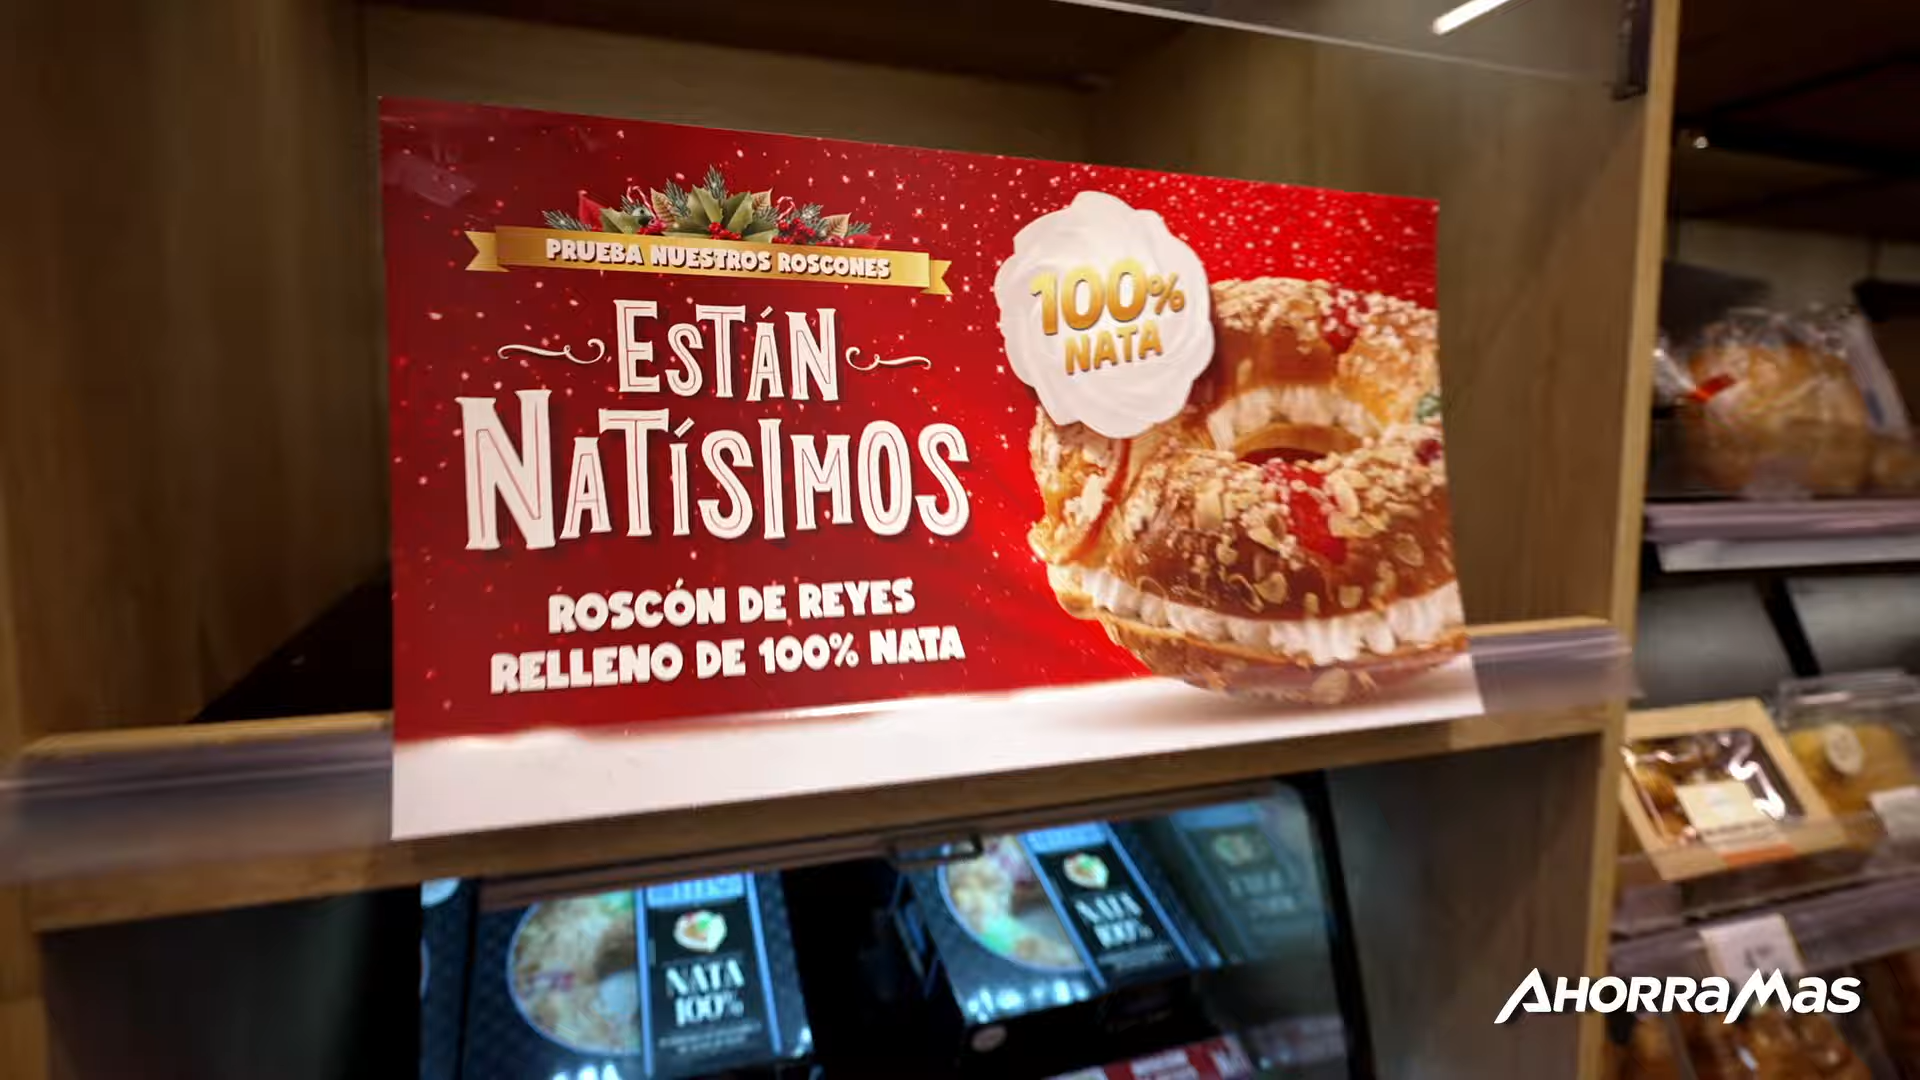 PRUEBA NUESTROS ROSCONES
ESTÁN
NATÍSIMOS
100%
NATA
ROSCÓN DE REYES
RELLENO DE 100% NATA
NATA
100%
NATA
100%
AHORRAMAS